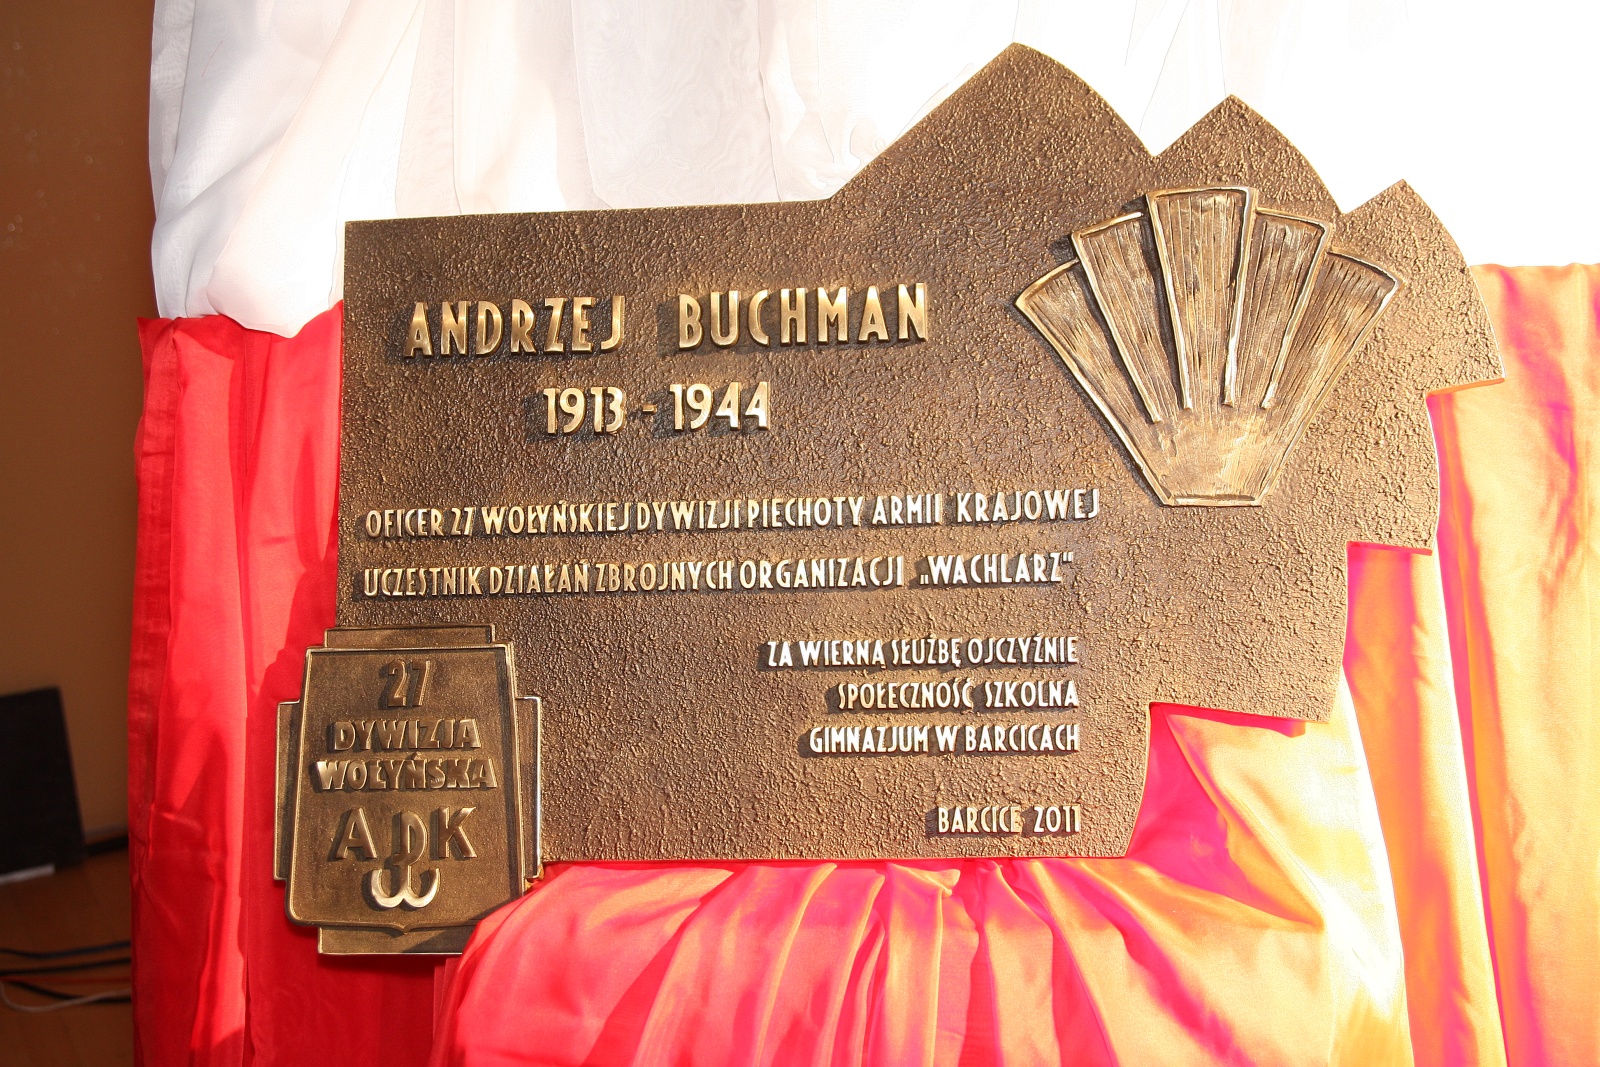 ANDRZEJ BUCHMAN
1913 - 1944
OFICER 27 WOŁYŃSKIEJ DYWIZJI PIECHOTY ARMII KRAJOWEJ
UCZESTNIK DZIAŁAŃ ZBROJNYCH ORGANIZACJI „WACHLARZ“
ZA WIERNĄ SŁUŻBĘ OJCZYŹNIE
SPOŁECZNOŚĆ SZKOLNA
GIMNAZJUM W BARCICACH
BARCICE 2011
27
DYWIZJA
WOŁYŃSKA
A P K
W